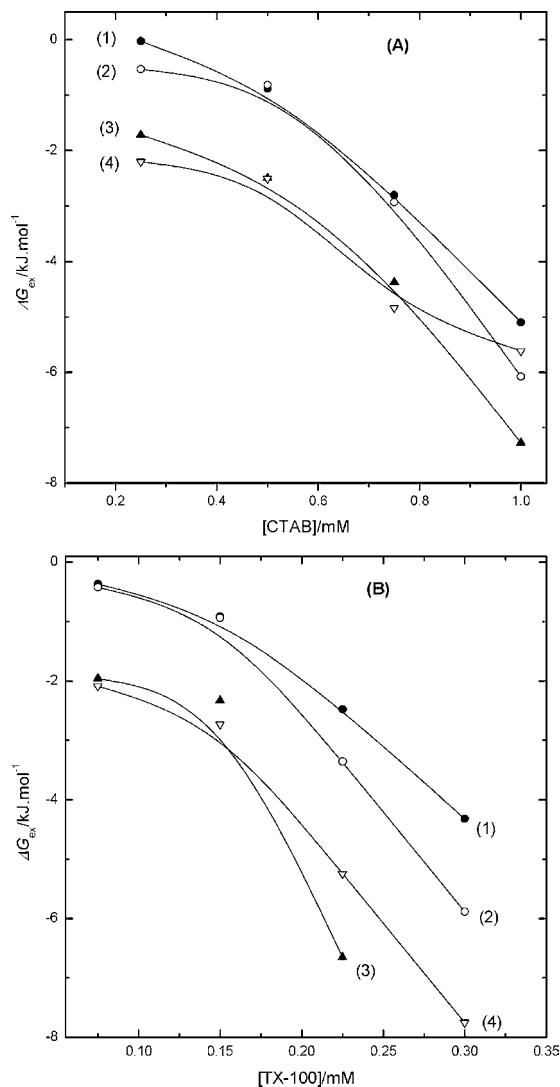 (A)
0
-2
-4
-6
-8
ΔG_ex/kJ.mol⁻¹
(1)
(2)
(3)
(4)
0.2 0.4 0.6 0.8 1.0
[CTAB]/mM
(B)
0
-2
-4
-6
-8
ΔG_ex/kJ.mol⁻¹
(1)
(2)
(3)
(4)
0.10 0.15 0.20 0.25 0.30 0.35
[TX-100]/mM